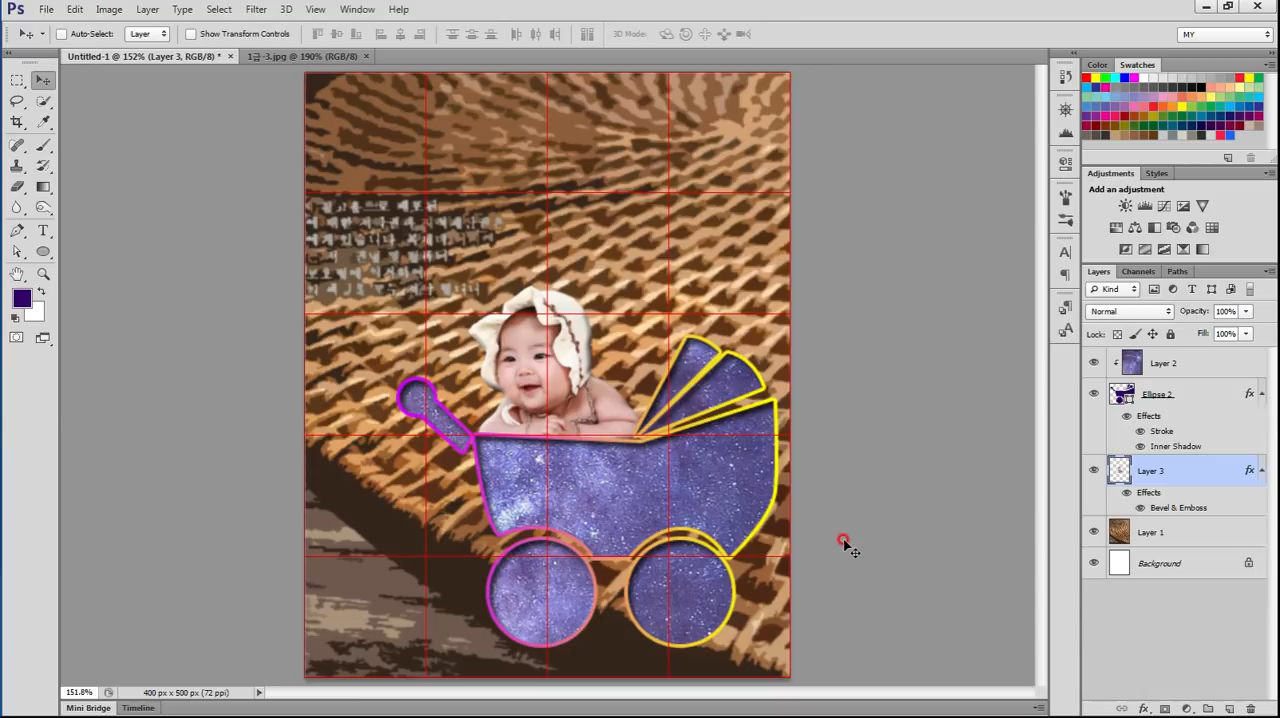 Ps File Edit Image Layer Type Select Filter 3D View Window Help
Auto-Select: Layer Show Transform Controls 3D Mode: MY
Untitled-1 @ 152% (Layer 3, RGB/8) * × 1급-3.jpg @ 190% (RGB/8) ×
Color Swatches
Adjustments Styles
Add an adjustment
Layers Channels Paths
Kind
Normal Opacity: 100%
Lock: Fill: 100%
Layer 2
Ellipse 2 fx
Effects
Stroke
Inner Shadow
Layer 3 fx
Effects
Bevel & Emboss
Layer 1
Background
151.8% 400 px x 500 px (72 ppi)
Mini Bridge Timeline